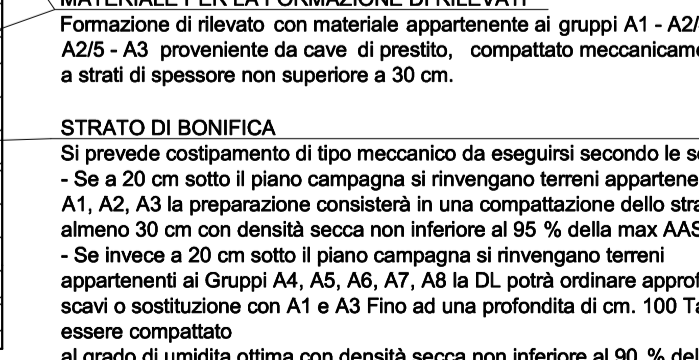 MATERIALE PER LA FORMAZIONE DI RILEVATI
Formazione di rilevato con materiale appartenente ai gruppi A1 - A2/
A2/5 - A3 proveniente da cave di prestito, compattato meccanicame
a strati di spessore non superiore a 30 cm.
STRATO DI BONIFICA
Si prevede costipamento di tipo meccanico da eseguirsi secondo le se
- Se a 20 cm sotto il piano campagna si rinvengano terreni appartene
A1, A2, A3 la preparazione consisterà in una compattazione dello stra
almeno 30 cm con densità secca non inferiore al 95 % della max AAS
- Se invece a 20 cm sotto il piano campagna si rinvengano terreni
appartenenti ai Gruppi A4, A5, A6, A7, A8 la DL potrà ordinare approf
scavi o sostituzione con A1 e A3 Fino ad una profondita di cm. 100 Ta
essere compattato
al grado di umidita ottima con densità secca non inferiore al 90 % del